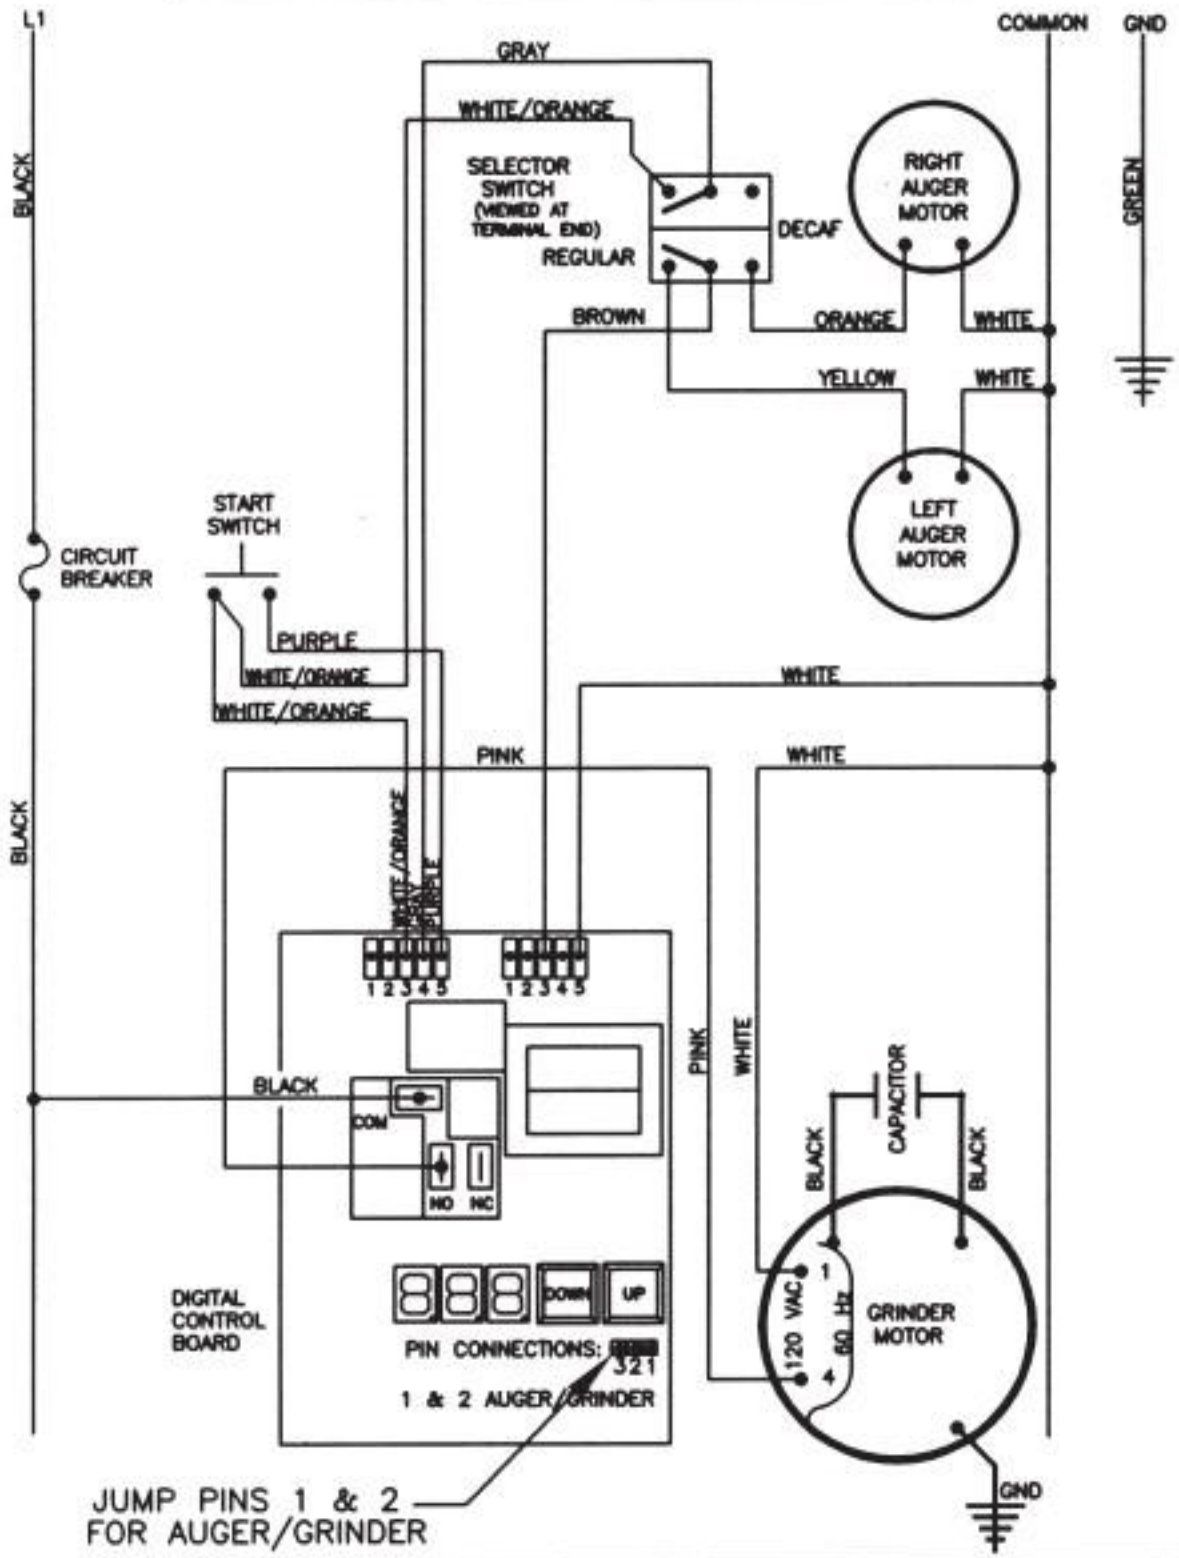 L1
COMMON
GND
GRAY
WHITE/ORANGE
BLACK
SELECTOR
SWITCH
(VIEWED AT
TERMINAL END)
REGULAR
DECAF
RIGHT
AUGER
MOTOR
GREEN
BROWN
ORANGE
WHITE
YELLOW
WHITE
LEFT
AUGER
MOTOR
START
SWITCH
CIRCUIT
BREAKER
PURPLE
WHITE/ORANGE
WHITE/ORANGE
WHITE
WHITE
PINK
BLACK
WHITE/ORANGE
GRAY
PURPLE
1 2 3 4 5
1 2 3 4 5
PINK
WHITE
BLACK
COM
NO
NC
CAPACITOR
BLACK
BLACK
DIGITAL
CONTROL
BOARD
8 8 8
DOWN
UP
PIN CONNECTIONS:
321
1 & 2 AUGER/GRINDER
1
120 VAC
60 Hz
4
GRINDER
MOTOR
GND
JUMP PINS 1 & 2
FOR AUGER/GRINDER